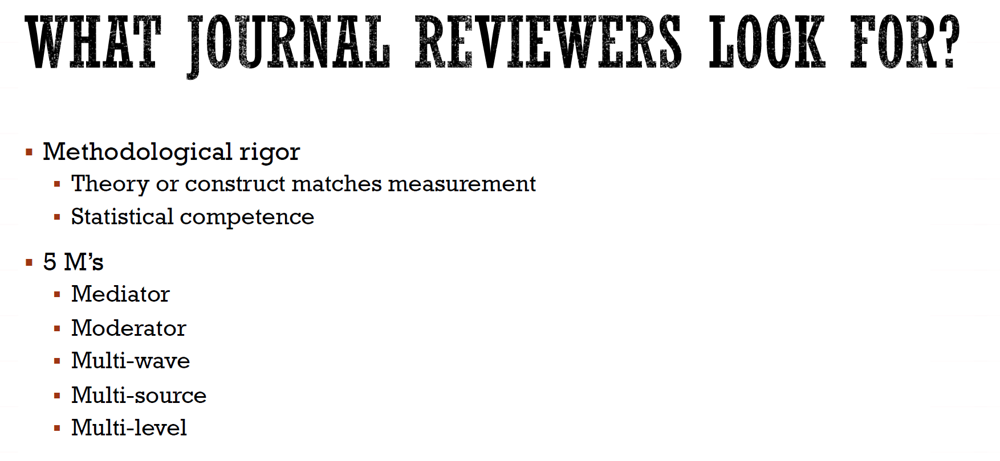 WHAT JOURNAL REVIEWERS LOOK FOR?
Methodological rigor
Theory or construct matches measurement
Statistical competence
5 M’s
Mediator
Moderator
Multi-wave
Multi-source
Multi-level